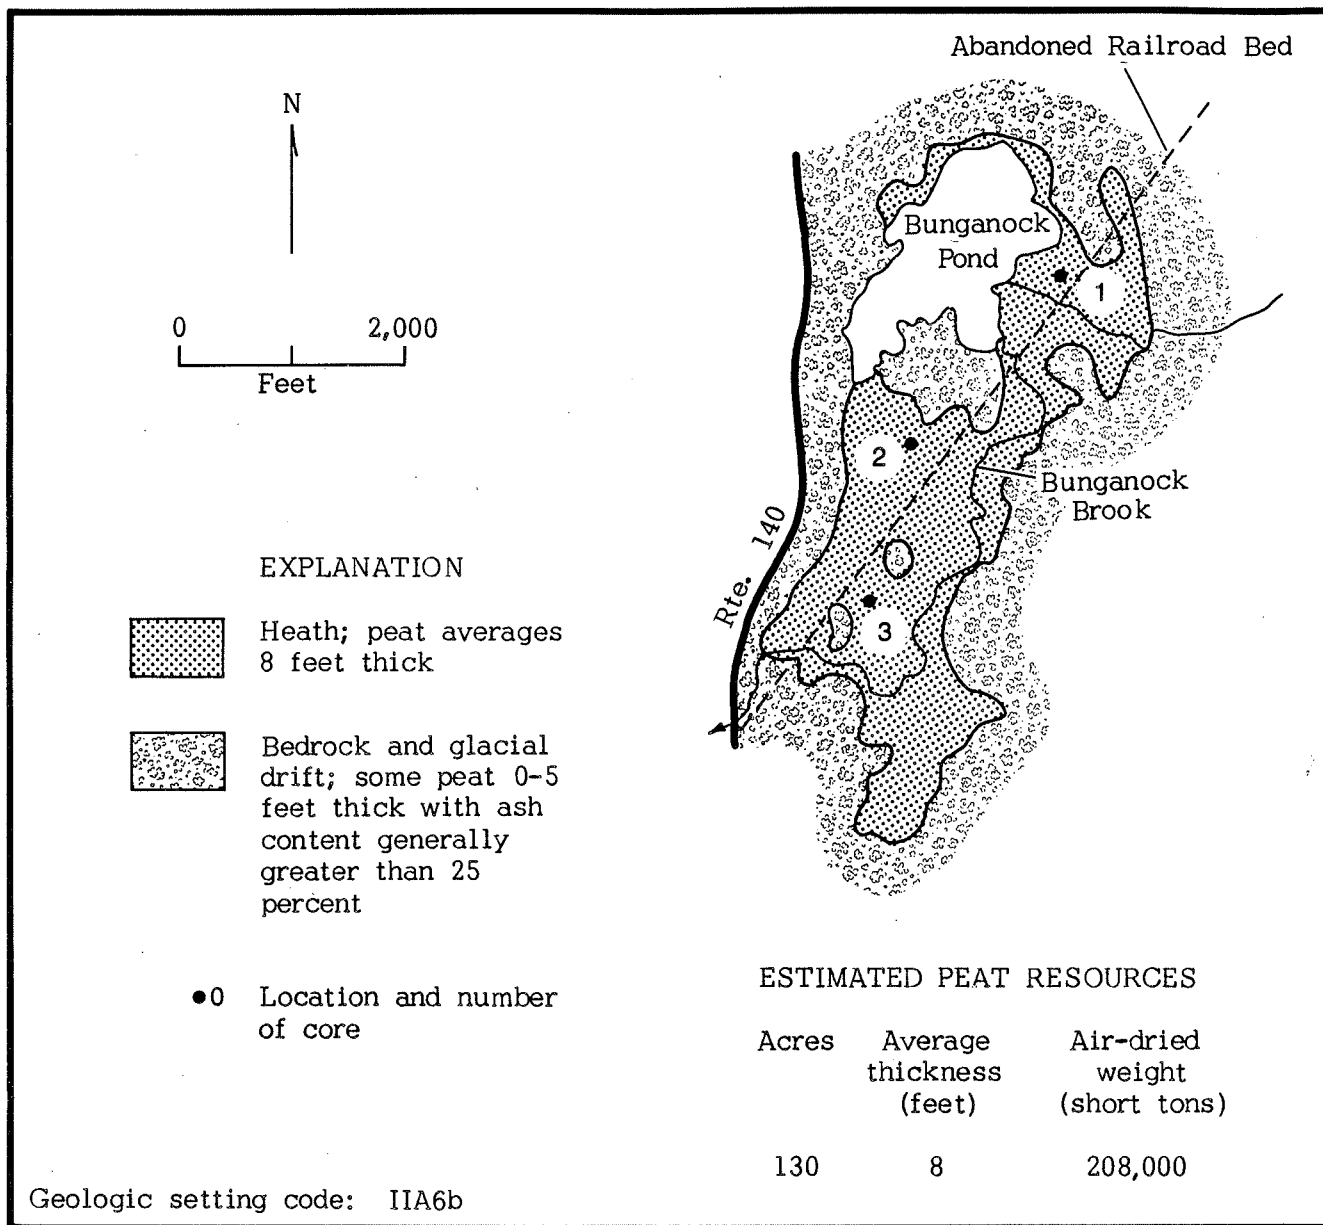 Abandoned Railroad Bed
N
0 2,000
Feet
Bunganock
Pond
1
2
Bunganock
Brook
Rte. 140
3
EXPLANATION
Heath; peat averages
8 feet thick
Bedrock and glacial
drift; some peat 0-5
feet thick with ash
content generally
greater than 25
percent
0 Location and number
of core
ESTIMATED PEAT RESOURCES
Acres Average Air-dried
thickness weight
(feet) (short tons)
130 8 208,000
Geologic setting code: IIA6b